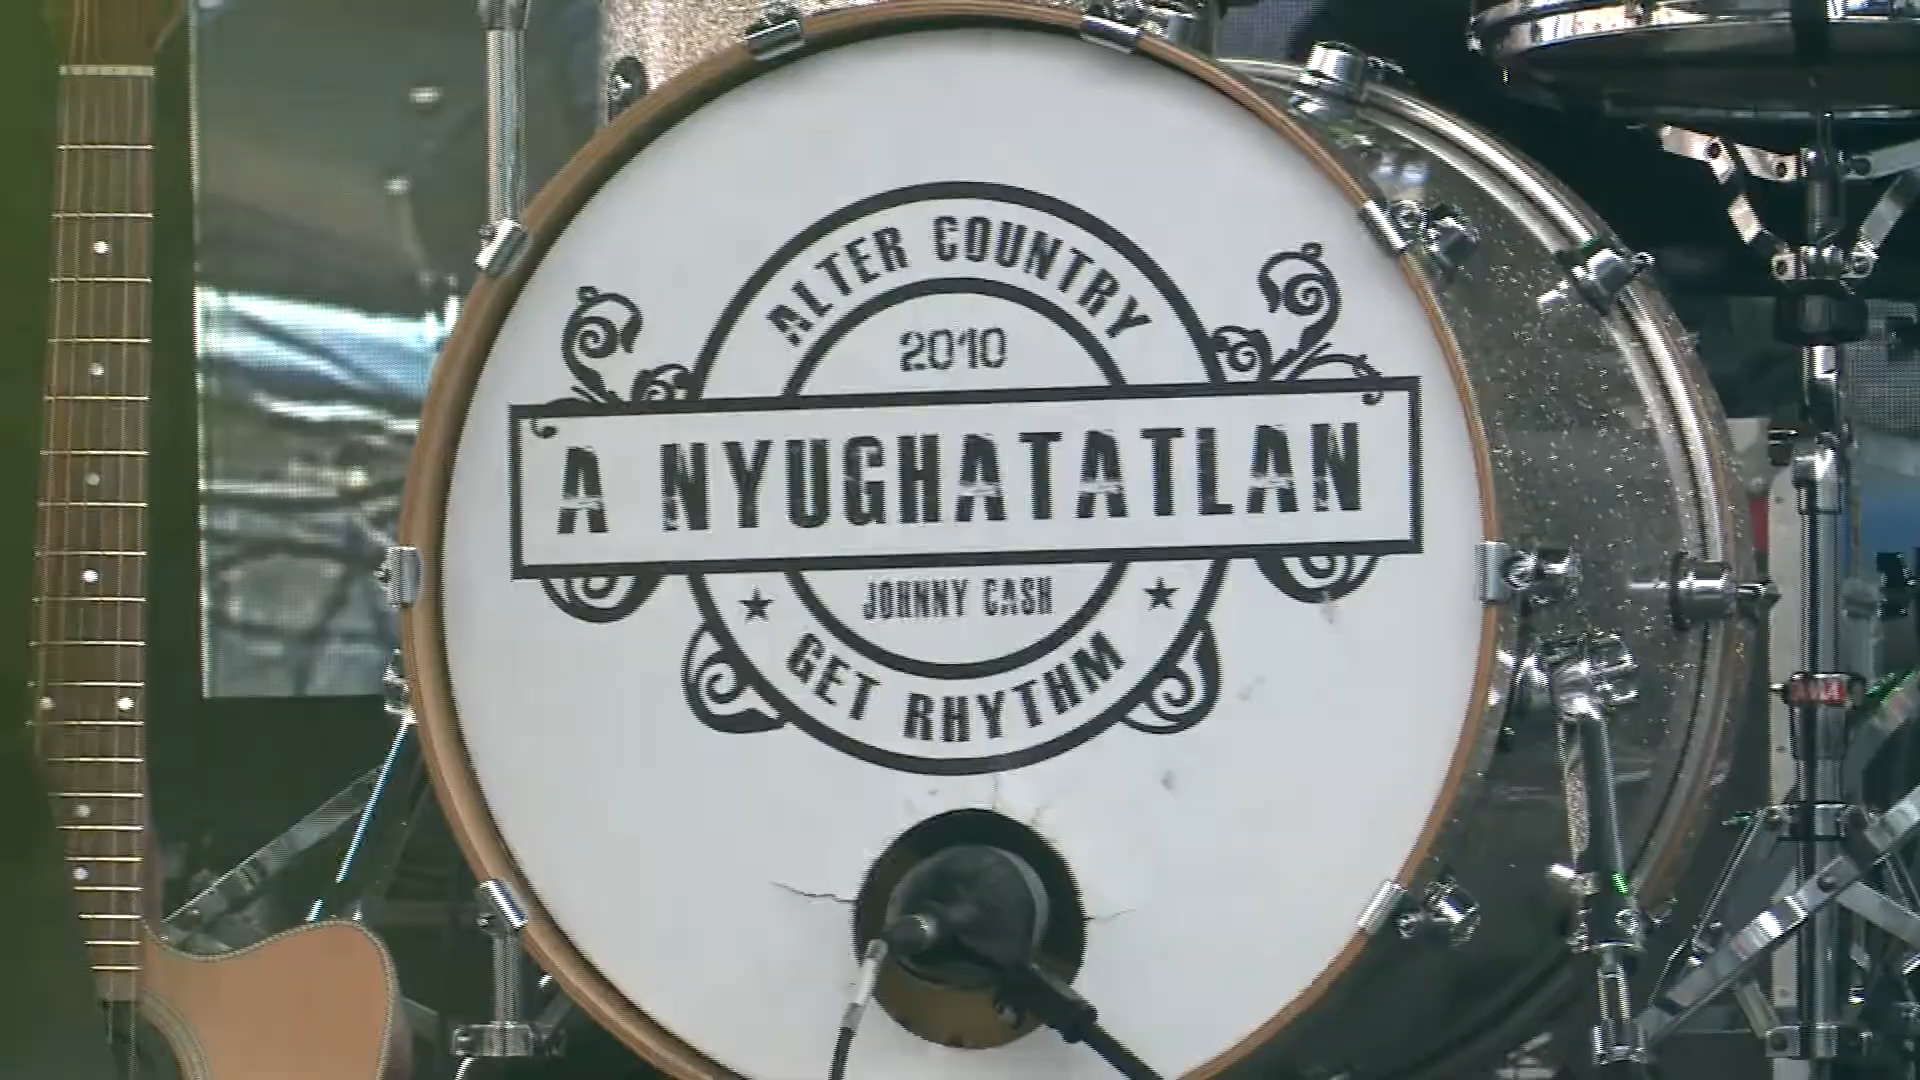 ALTER COUNTRY
2010
A NYUGHATATLAN
JOHNNY CASH
GET RHYTHM